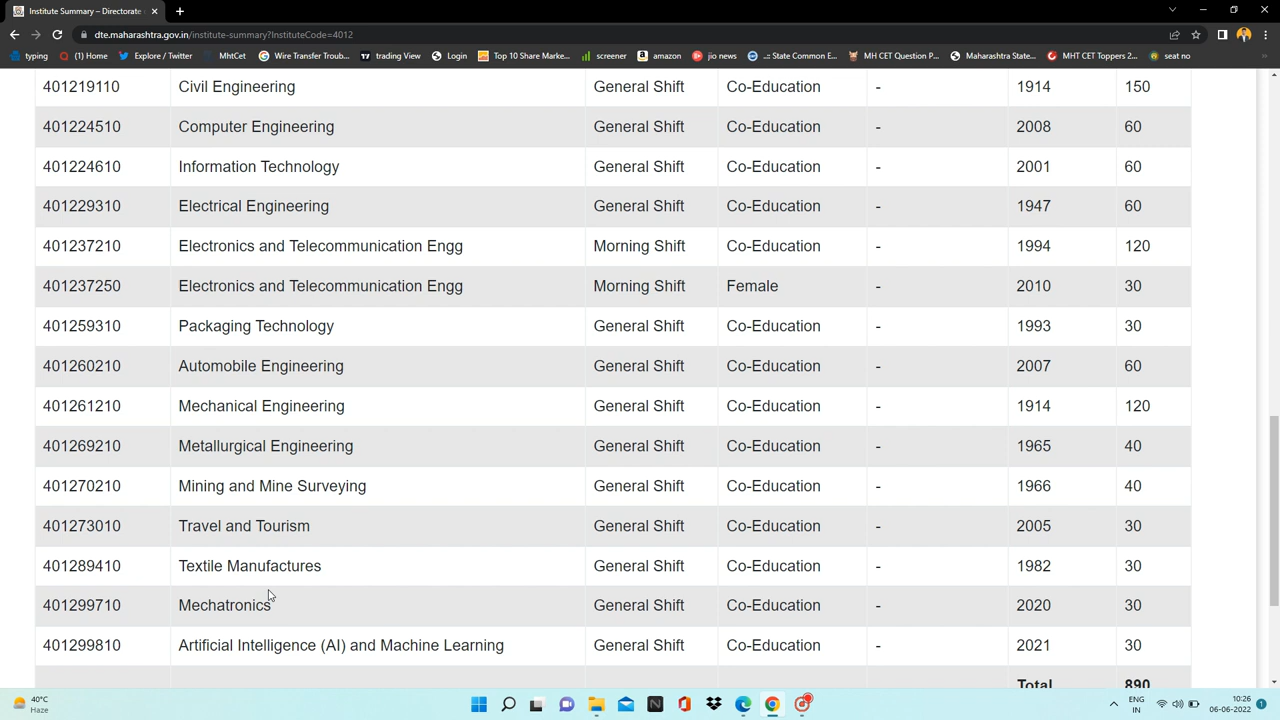 Institute Summary – Directorate
dte.maharashtra.gov.in/institute-summary?InstituteCode=4012
typing (1) Home Explore / Twitter MhtCet Wire Transfer Troub... trading View Login Top 10 Share Marke... screener amazon jio news ..:: State Common E... MH CET Question P... Maharashtra State... MHT CET Toppers 2... seat no
401219110 Civil Engineering General Shift Co-Education - 1914 150
401224510 Computer Engineering General Shift Co-Education - 2008 60
401224610 Information Technology General Shift Co-Education - 2001 60
401229310 Electrical Engineering General Shift Co-Education - 1947 60
401237210 Electronics and Telecommunication Engg Morning Shift Co-Education - 1994 120
401237250 Electronics and Telecommunication Engg Morning Shift Female - 2010 30
401259310 Packaging Technology General Shift Co-Education - 1993 30
401260210 Automobile Engineering General Shift Co-Education - 2007 60
401261210 Mechanical Engineering General Shift Co-Education - 1914 120
401269210 Metallurgical Engineering General Shift Co-Education - 1965 40
401270210 Mining and Mine Surveying General Shift Co-Education - 1966 40
401273010 Travel and Tourism General Shift Co-Education - 2005 30
401289410 Textile Manufactures General Shift Co-Education - 1982 30
401299710 Mechatronics General Shift Co-Education - 2020 30
401299810 Artificial Intelligence (AI) and Machine Learning General Shift Co-Education - 2021 30
Total 890
40°C
Haze
ENG
IN
10:26
06-06-2022
1